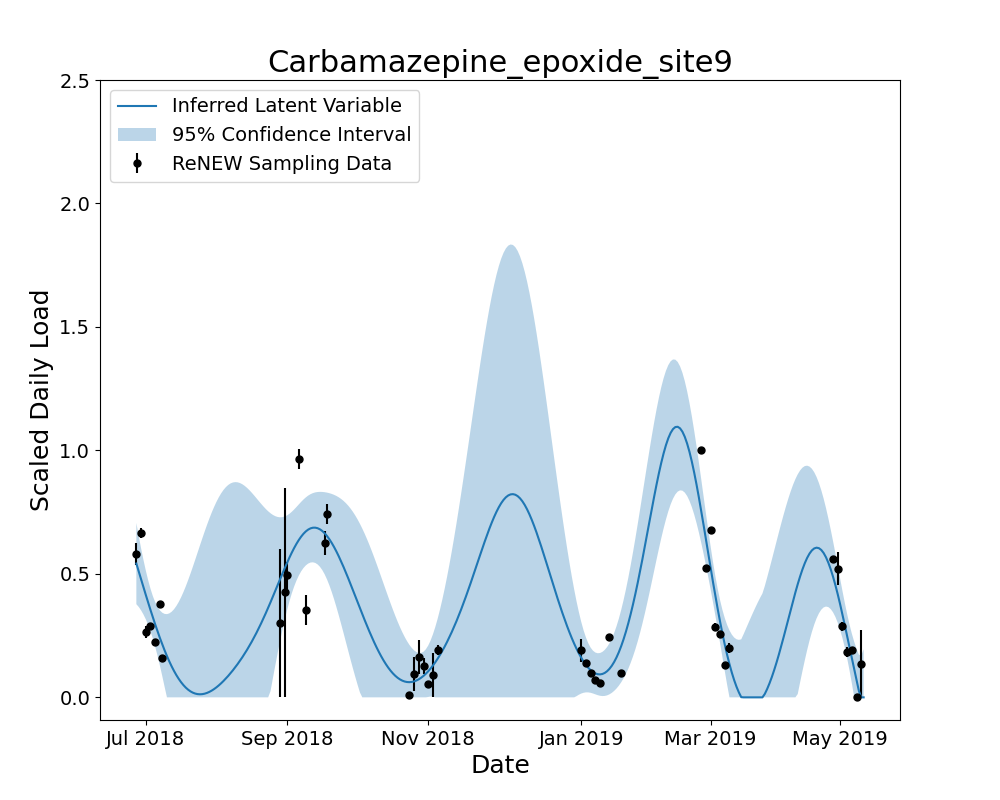 Carbamazepine_epoxide_site9
Inferred Latent Variable
95% Confidence Interval
ReNEW Sampling Data
Scaled Daily Load
2.5
2.0
1.5
1.0
0.5
0.0
Jul 2018 Sep 2018 Nov 2018 Jan 2019 Mar 2019 May 2019
Date